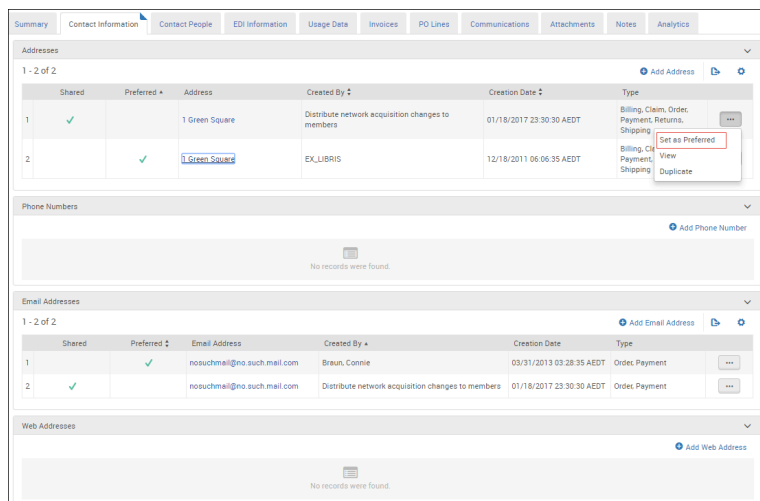 Summary Contact Information Contact People EDI Information Usage Data Invoices PO Lines Communications Attachments Notes Analytics
Addresses
1 - 2 of 2
Add Address
Shared Preferred Address Created By Creation Date Type
1 1 Green Square Distribute network acquisition changes to members 01/18/2017 23:30:30 AEDT Billing, Claim, Order, Payment, Returns, Shipping
Set as Preferred
View
Duplicate
2 1 Green Square EX_LIBRIS 12/18/2011 06:06:35 AEDT Billing, Payment, Shipping
Phone Numbers
Add Phone Number
No records were found.
Email Addresses
1 - 2 of 2
Add Email Address
Shared Preferred Email Address Created By Creation Date Type
1 nosuchmail@no.such.mail.com Braun, Connie 03/31/2013 03:28:35 AEDT Order, Payment
2 nosuchmail@no.such.mail.com Distribute network acquisition changes to members 01/18/2017 23:30:30 AEDT Order, Payment
Web Addresses
Add Web Address
No records were found.